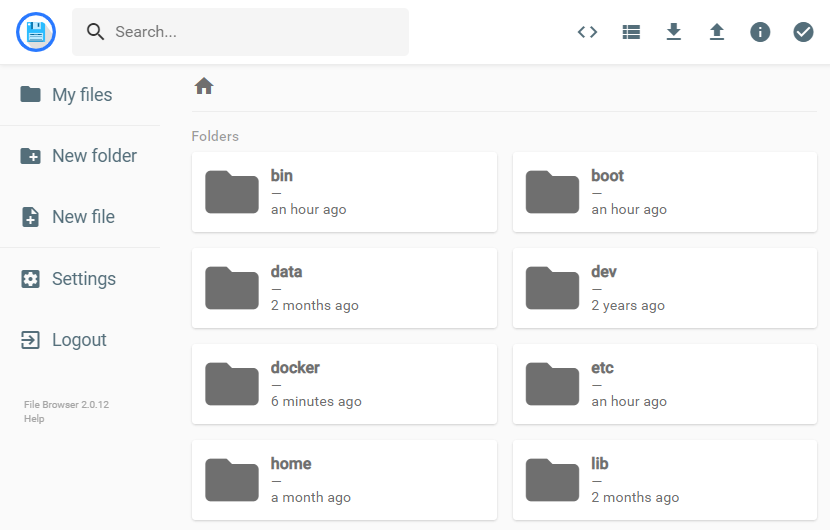 Search...
My files
New folder
New file
Settings
Logout
File Browser 2.0.12
Help
Folders
bin
—
an hour ago
boot
—
an hour ago
data
—
2 months ago
dev
—
2 years ago
docker
—
6 minutes ago
etc
—
an hour ago
home
—
a month ago
lib
—
2 months ago